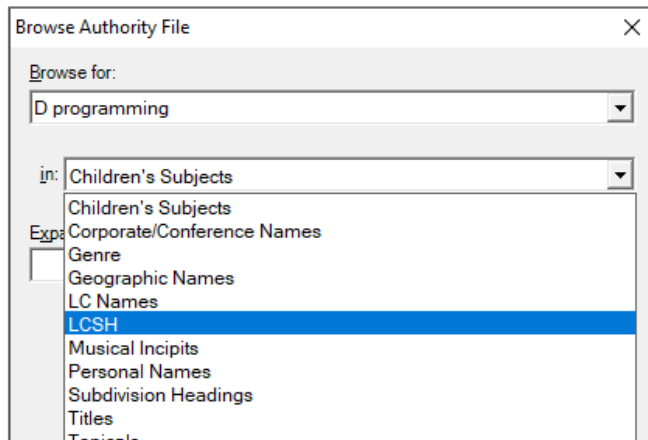 Browse Authority File
Browse for:
D programming
in: Children's Subjects
Children's Subjects
Corporate/Conference Names
Genre
Geographic Names
LC Names
LCSH
Musical Incipits
Personal Names
Subdivision Headings
Titles